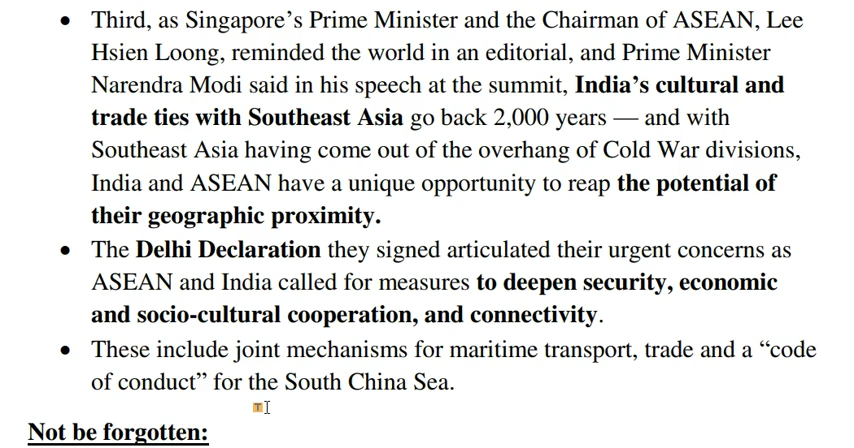 • Third, as Singapore’s Prime Minister and the Chairman of ASEAN, Lee
Hsien Loong, reminded the world in an editorial, and Prime Minister
Narendra Modi said in his speech at the summit, India’s cultural and
trade ties with Southeast Asia go back 2,000 years — and with
Southeast Asia having come out of the overhang of Cold War divisions,
India and ASEAN have a unique opportunity to reap the potential of
their geographic proximity.
• The Delhi Declaration they signed articulated their urgent concerns as
ASEAN and India called for measures to deepen security, economic
and socio-cultural cooperation, and connectivity.
• These include joint mechanisms for maritime transport, trade and a “code
of conduct” for the South China Sea.
T
Not be forgotten: